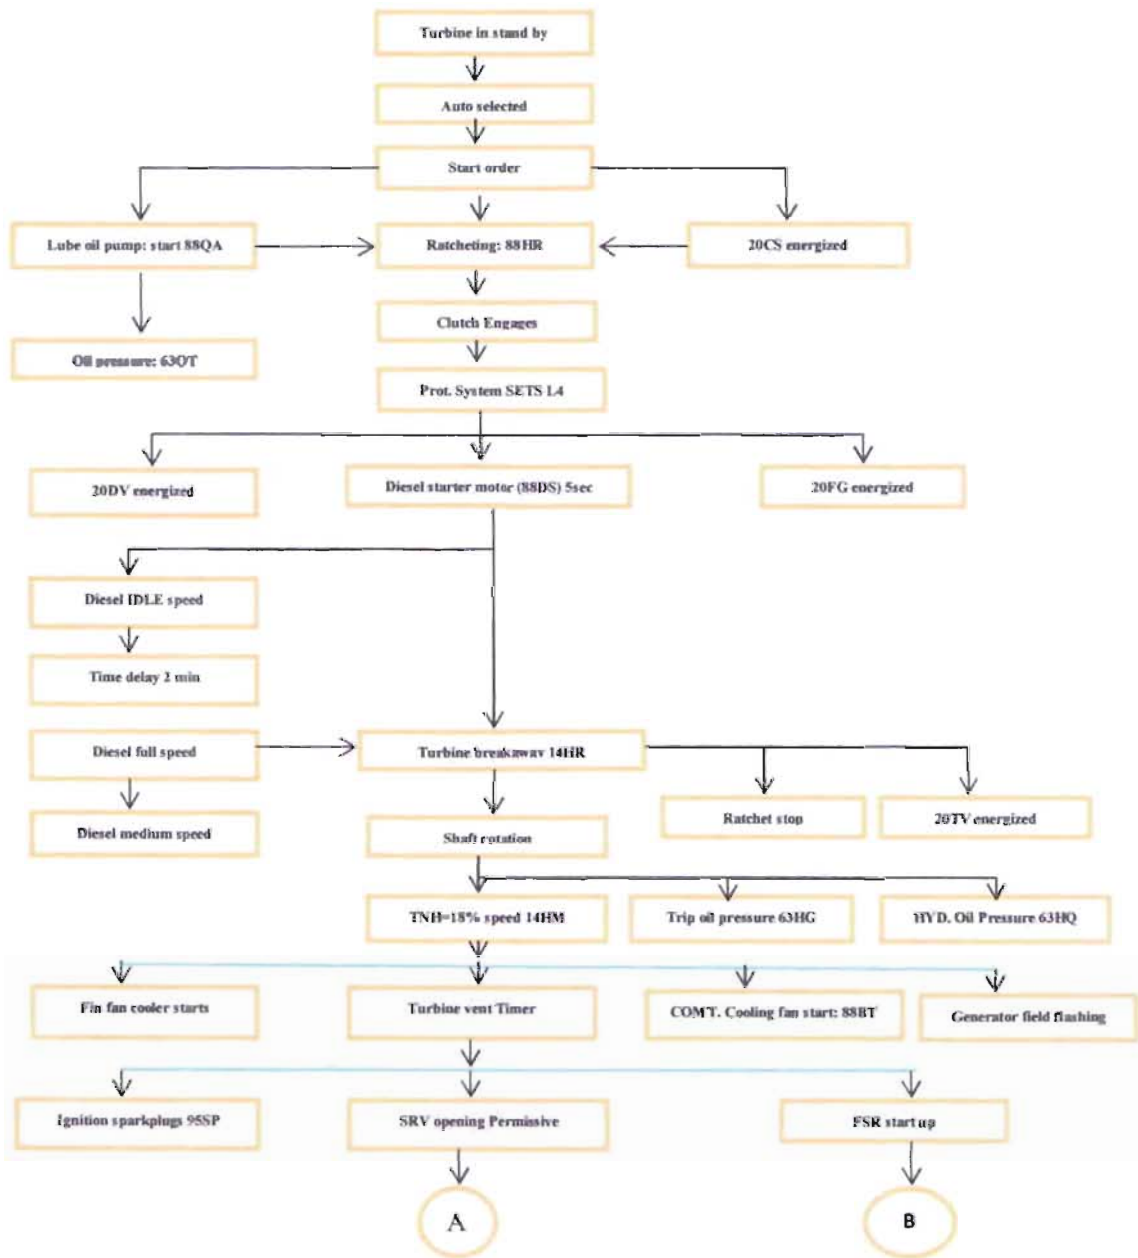 Turbine in stand by
Auto selected
Start order
Lube oil pump: start 88QA
Ratcheting: 88HR
20CS energized
Clutch Engages
Oil pressure: 63QT
Prot. System SETS L4
20DV energized
Diesel starter motor (88DS) 5sec
20FG energized
Diesel IDLE speed
Time delay 2 min
Diesel full speed
Turbine breakaway 14HR
Ratchet stop
20TV energized
Diesel medium speed
Shaft rotation
TNH=18% speed 14HM
Trip oil pressure 63HG
HYD. Oil Pressure 63HQ
Fin fan cooler starts
Turbine vent Timer
COMT. Cooling fan start: 88BT
Generator field flashing
Ignition sparkplugs 95SP
SRV opening Permissive
FSR start up
A
B